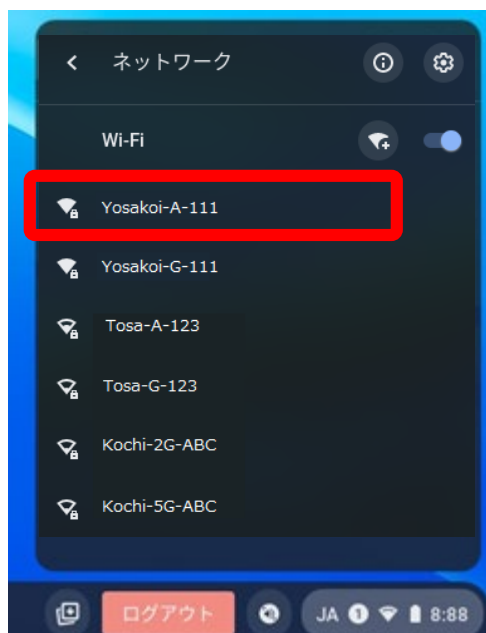 ネットワーク
Wi-Fi
Yosakoi-A-111
Yosakoi-G-111
Tosa-A-123
Tosa-G-123
Kochi-2G-ABC
Kochi-5G-ABC
ログアウト JA 1 8:88